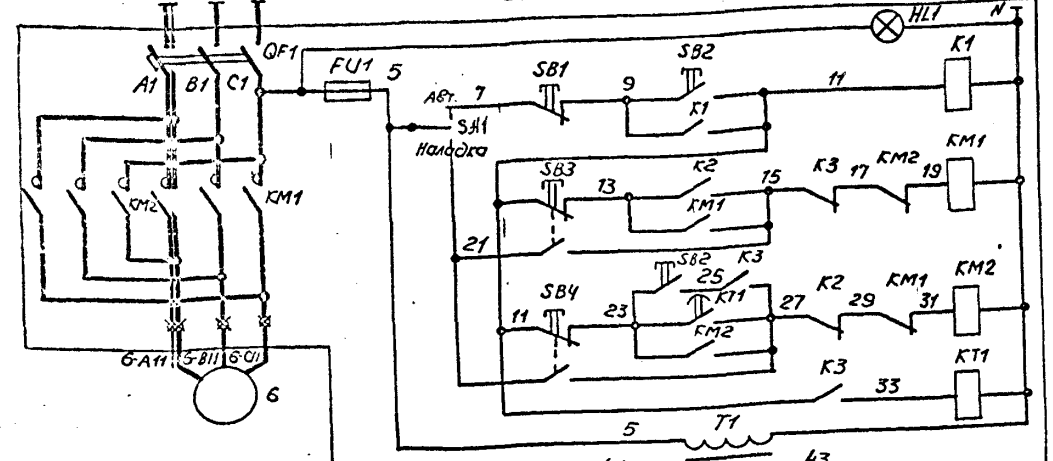 HL1 N
QF1 FU1 5 SB1 9 SB2 11 K1
A1 B1 C1
Авт. 7
SA1 K1
Наладка
SB3 13 K2 15 K3 17 KM2 19 KM1
KM2 KM1
KM1
21
SB2 25 K3
11 SB4 23 KT1 27 K2 29 KM1 31 KM2
KM2
6-A11 6-B11 6-C11
K3 33 KT1
6
5 T1
43